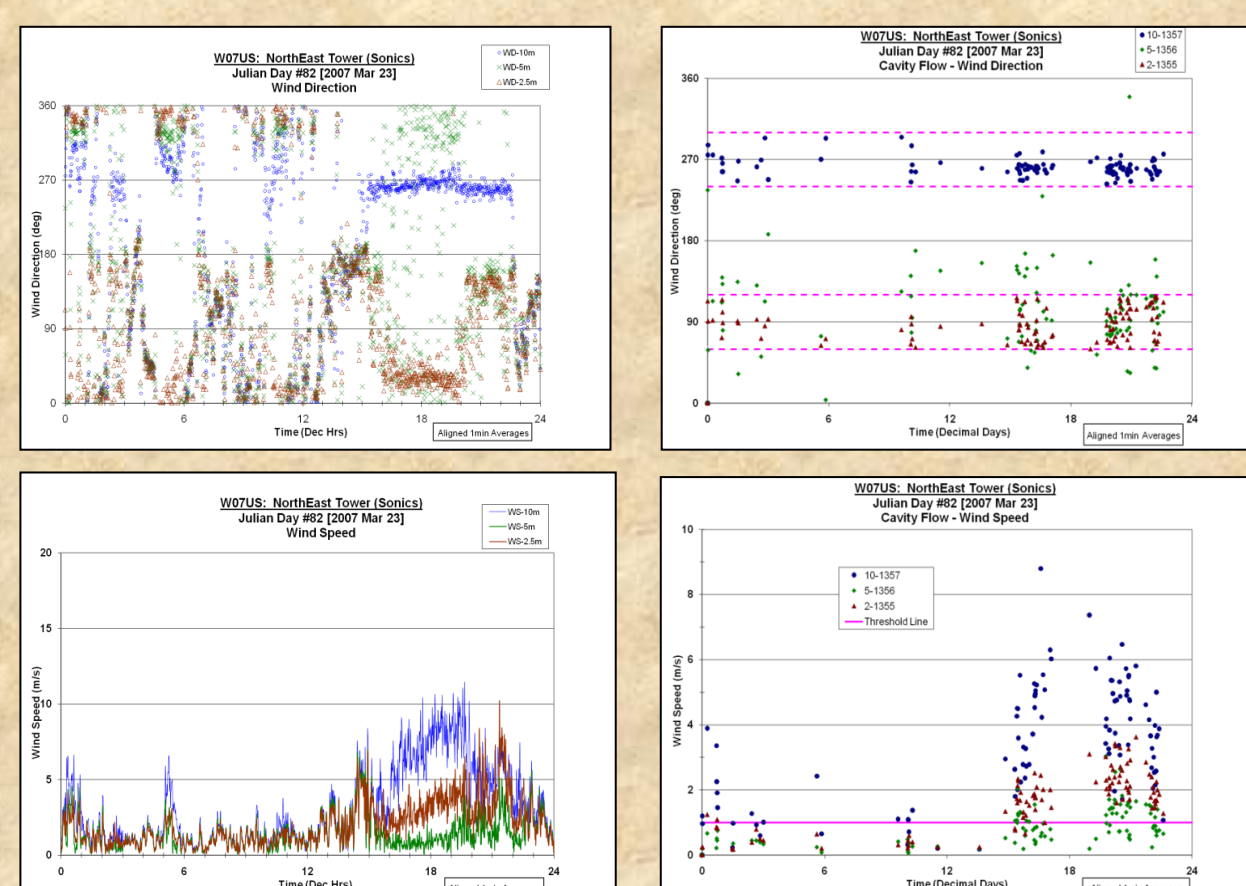 W07US: NorthEast Tower (Sonics)
Julian Day #82 [2007 Mar 23]
Wind Direction
WD-10m
WD-5m
WD-2.5m
360
270
180
90
0
Wind Direction (deg)
0 6 12 18 24
Time (Dec Hrs)
Aligned 1min Averages
W07US: NorthEast Tower (Sonics)
Julian Day #82 [2007 Mar 23]
Cavity Flow - Wind Direction
10-1357
5-1356
2-1355
360
270
180
90
0
Wind Direction (deg)
0 6 12 18 24
Time (Decimal Days)
Aligned 1min Averages
W07US: NorthEast Tower (Sonics)
Julian Day #82 [2007 Mar 23]
Wind Speed
WS-10m
WS-5m
WS-2.5m
20
15
10
5
0
Wind Speed (m/s)
0 6 12 18 24
Time (Dec Hrs)
W07US: NorthEast Tower (Sonics)
Julian Day #82 [2007 Mar 23]
Cavity Flow - Wind Speed
10-1357
5-1356
2-1355
Threshold Line
10
8
6
4
2
0
Wind Speed (m/s)
0 6 12 18 24
Time (Decimal Days)